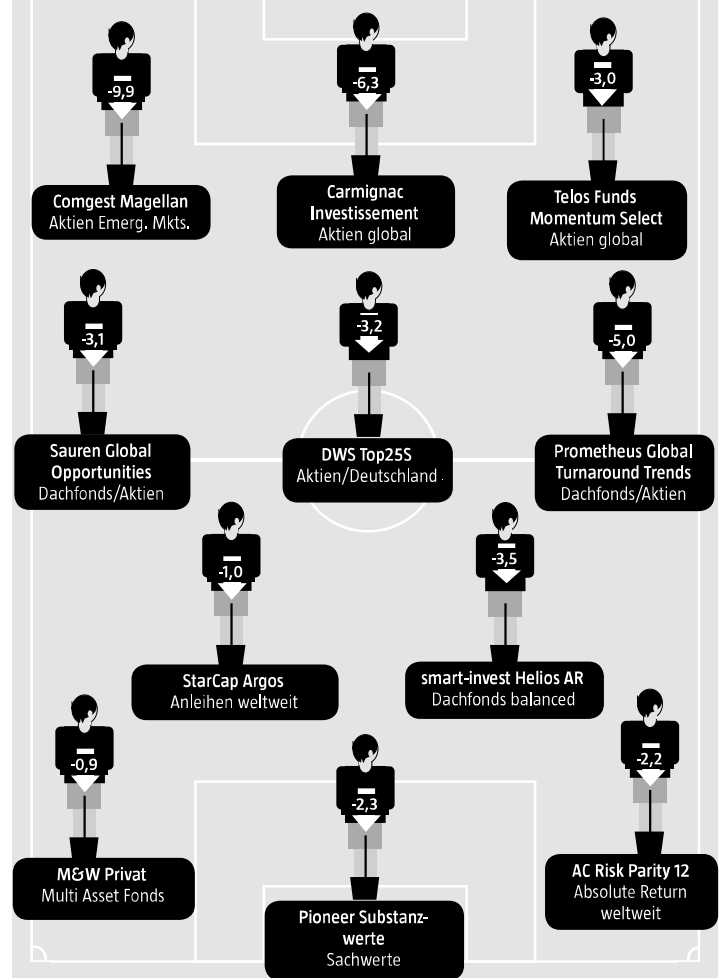 -9,9
Comgest Magellan
Aktien Emerg. Mkts.
-6,3
Carmignac
Investissement
Aktien global
-3,0
Telos Funds
Momentum Select
Aktien global
-3,1
Sauren Global
Opportunities
Dachfonds/Aktien
-3,2
DWS Top25S
Aktien/Deutschland
-5,0
Prometheus Global
Turnaround Trends
Dachfonds/Aktien
-1,0
StarCap Argos
Anleihen weltweit
-3,5
smart-invest Helios AR
Dachfonds balanced
-0,9
M&W Privat
Multi Asset Fonds
-2,3
Pioneer Substanz-
werte
Sachwerte
-2,2
AC Risk Parity 12
Absolute Return
weltweit